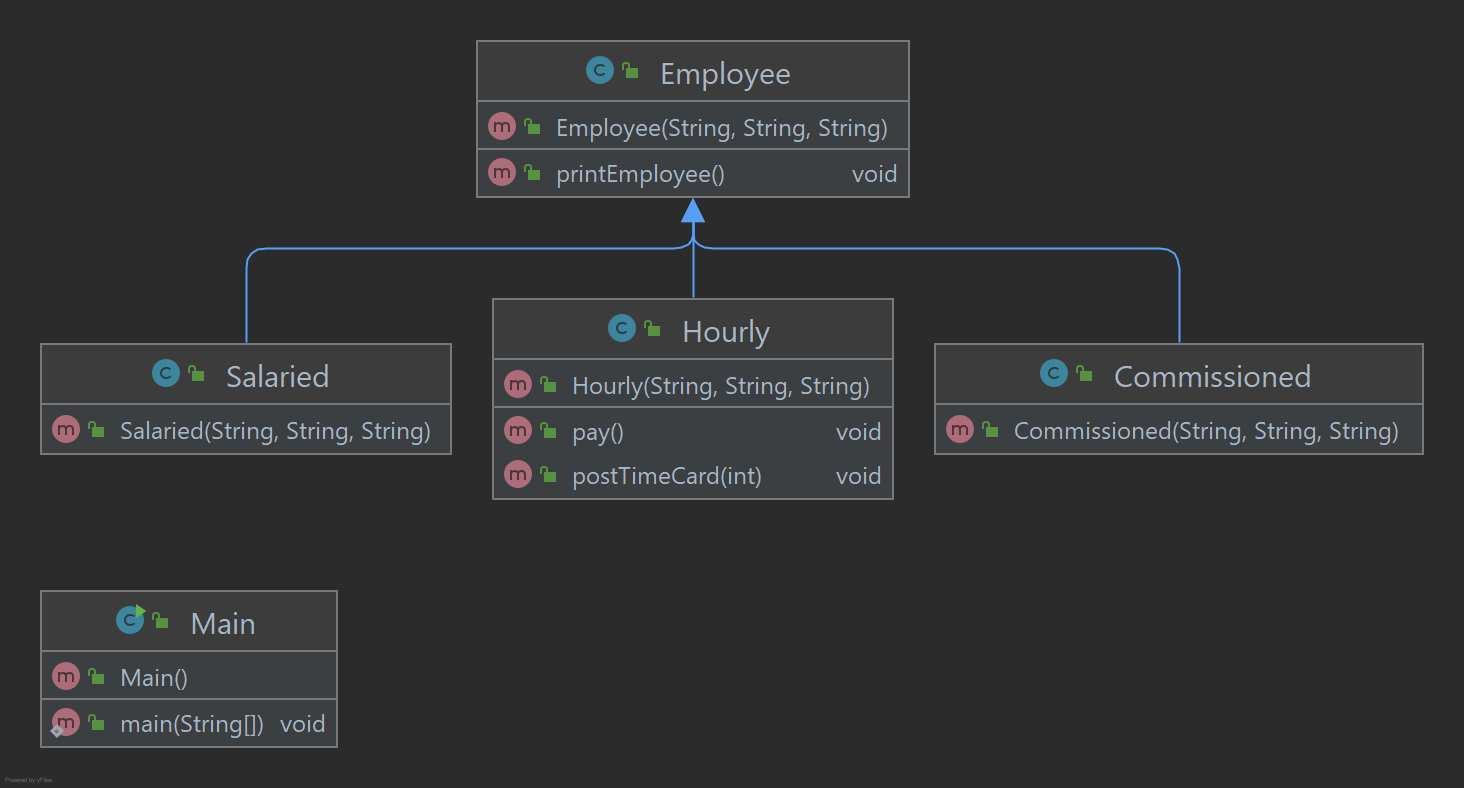 Employee
Employee(String, String, String)
printEmployee() void
Salaried
Salaried(String, String, String)
Hourly
Hourly(String, String, String)
pay() void
postTimeCard(int) void
Commissioned
Commissioned(String, String, String)
Main
Main()
main(String[]) void
Powered by yFiles